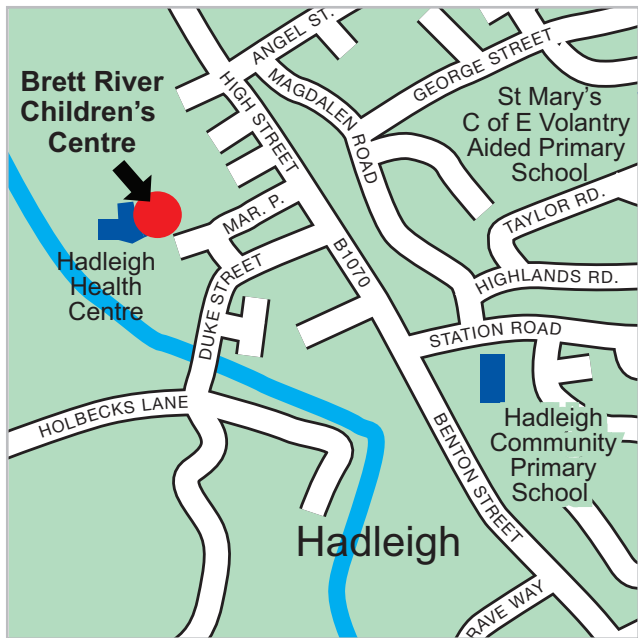 ANGEL ST.
Brett River
Children's
Centre
HIGH STREET
MAGDALEN ROAD
GEORGE STREET
St Mary's
C of E Volantry
Aided Primary
School
MAR. P.
TAYLOR RD.
Hadleigh
Health
Centre
DUKE STREET
B1070
HIGHLANDS RD.
STATION ROAD
HOLBECKS LANE
BENTON STREET
Hadleigh
Community
Primary
School
Hadleigh
RAVE WAY